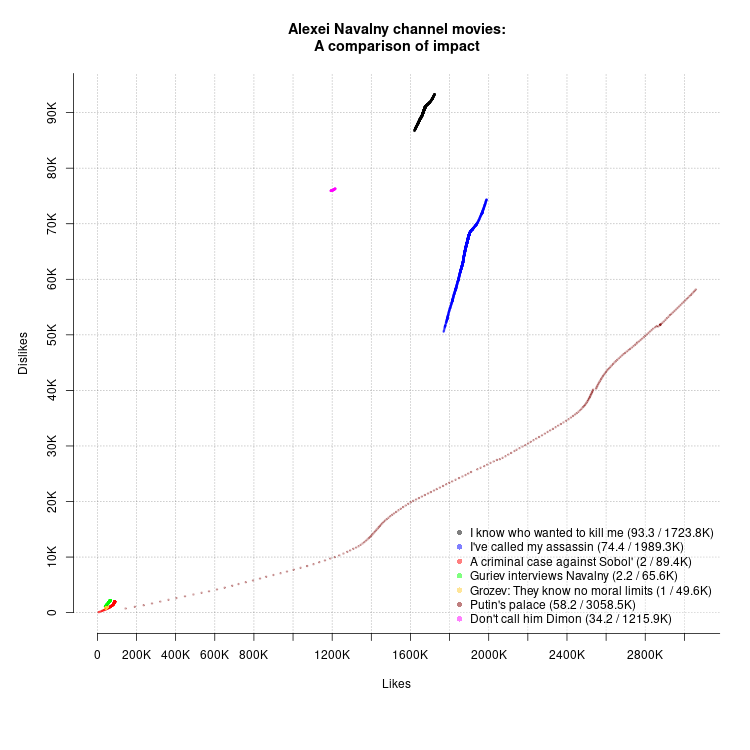 Alexei Navalny channel movies:
A comparison of impact
Dislikes
90K
80K
70K
60K
50K
40K
30K
20K
10K
0
I know who wanted to kill me (93.3 / 1723.8K)
I've called my assassin (74.4 / 1989.3K)
A criminal case against Sobol' (2 / 89.4K)
Guriev interviews Navalny (2.2 / 65.6K)
Grozev: They know no moral limits (1 / 49.6K)
Putin's palace (58.2 / 3058.5K)
Don't call him Dimon (34.2 / 1215.9K)
0 200K 400K 600K 800K 1200K 1600K 2000K 2400K 2800K
Likes